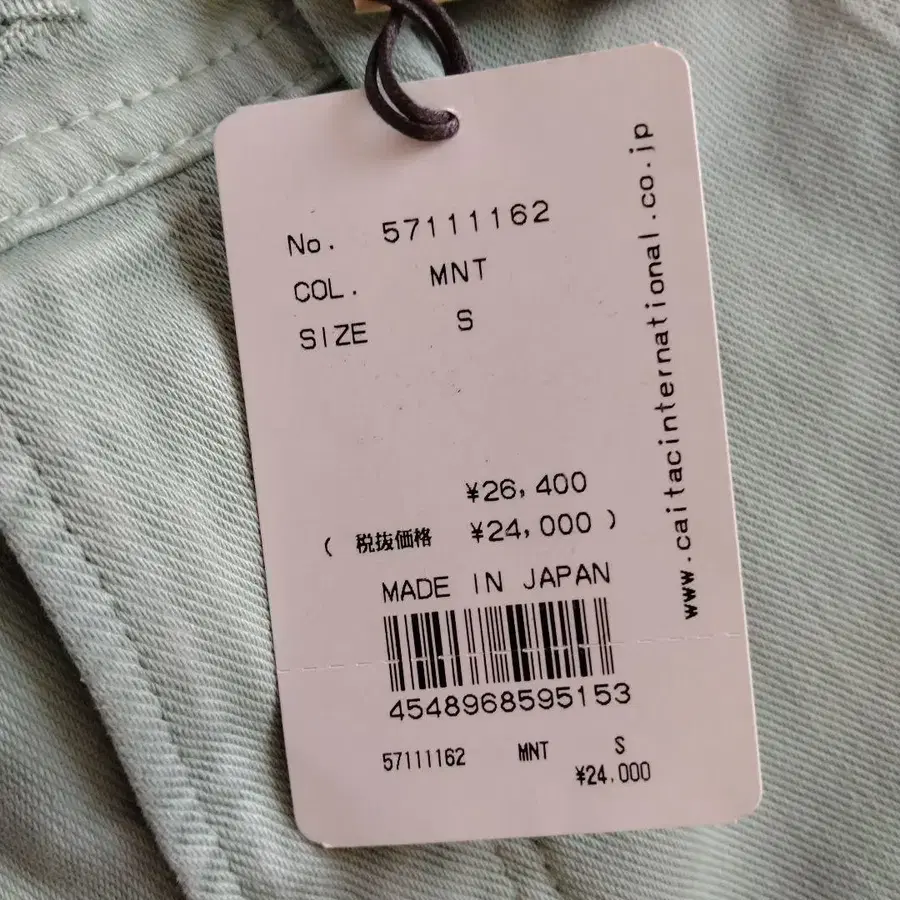 No. 57111162
COL. MNT
SIZE S
¥26,400
( 税抜価格 ¥24,000 )
MADE IN JAPAN
4548968595153
57111162 MNT S
¥24,000
www.caitacinternational.co.jp